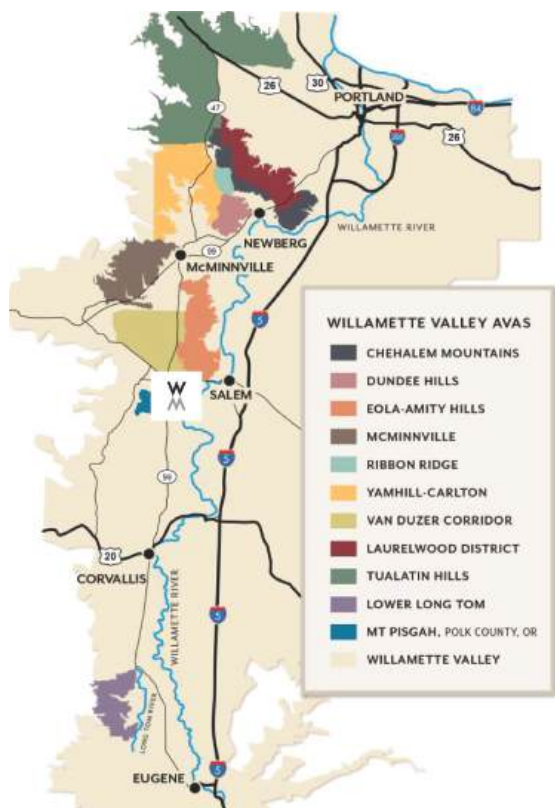 47
26
30
PORTLAND
84
26
205
NEWBERG
WILLAMETTE RIVER
99
McMINNVILLE
5
W
M
SALEM
5
99
20
CORVALLIS
WILLAMETTE RIVER
5
LONG TOM RIVER
EUGENE
5
WILLAMETTE VALLEY AVAS
CHEHALEM MOUNTAINS
DUNDEE HILLS
EOLA-AMITY HILLS
MCMINNVILLE
RIBBON RIDGE
YAMHILL-CARLTON
VAN DUZER CORRIDOR
LAURELWOOD DISTRICT
TUALATIN HILLS
LOWER LONG TOM
MT PISGAH, POLK COUNTY, OR
WILLAMETTE VALLEY